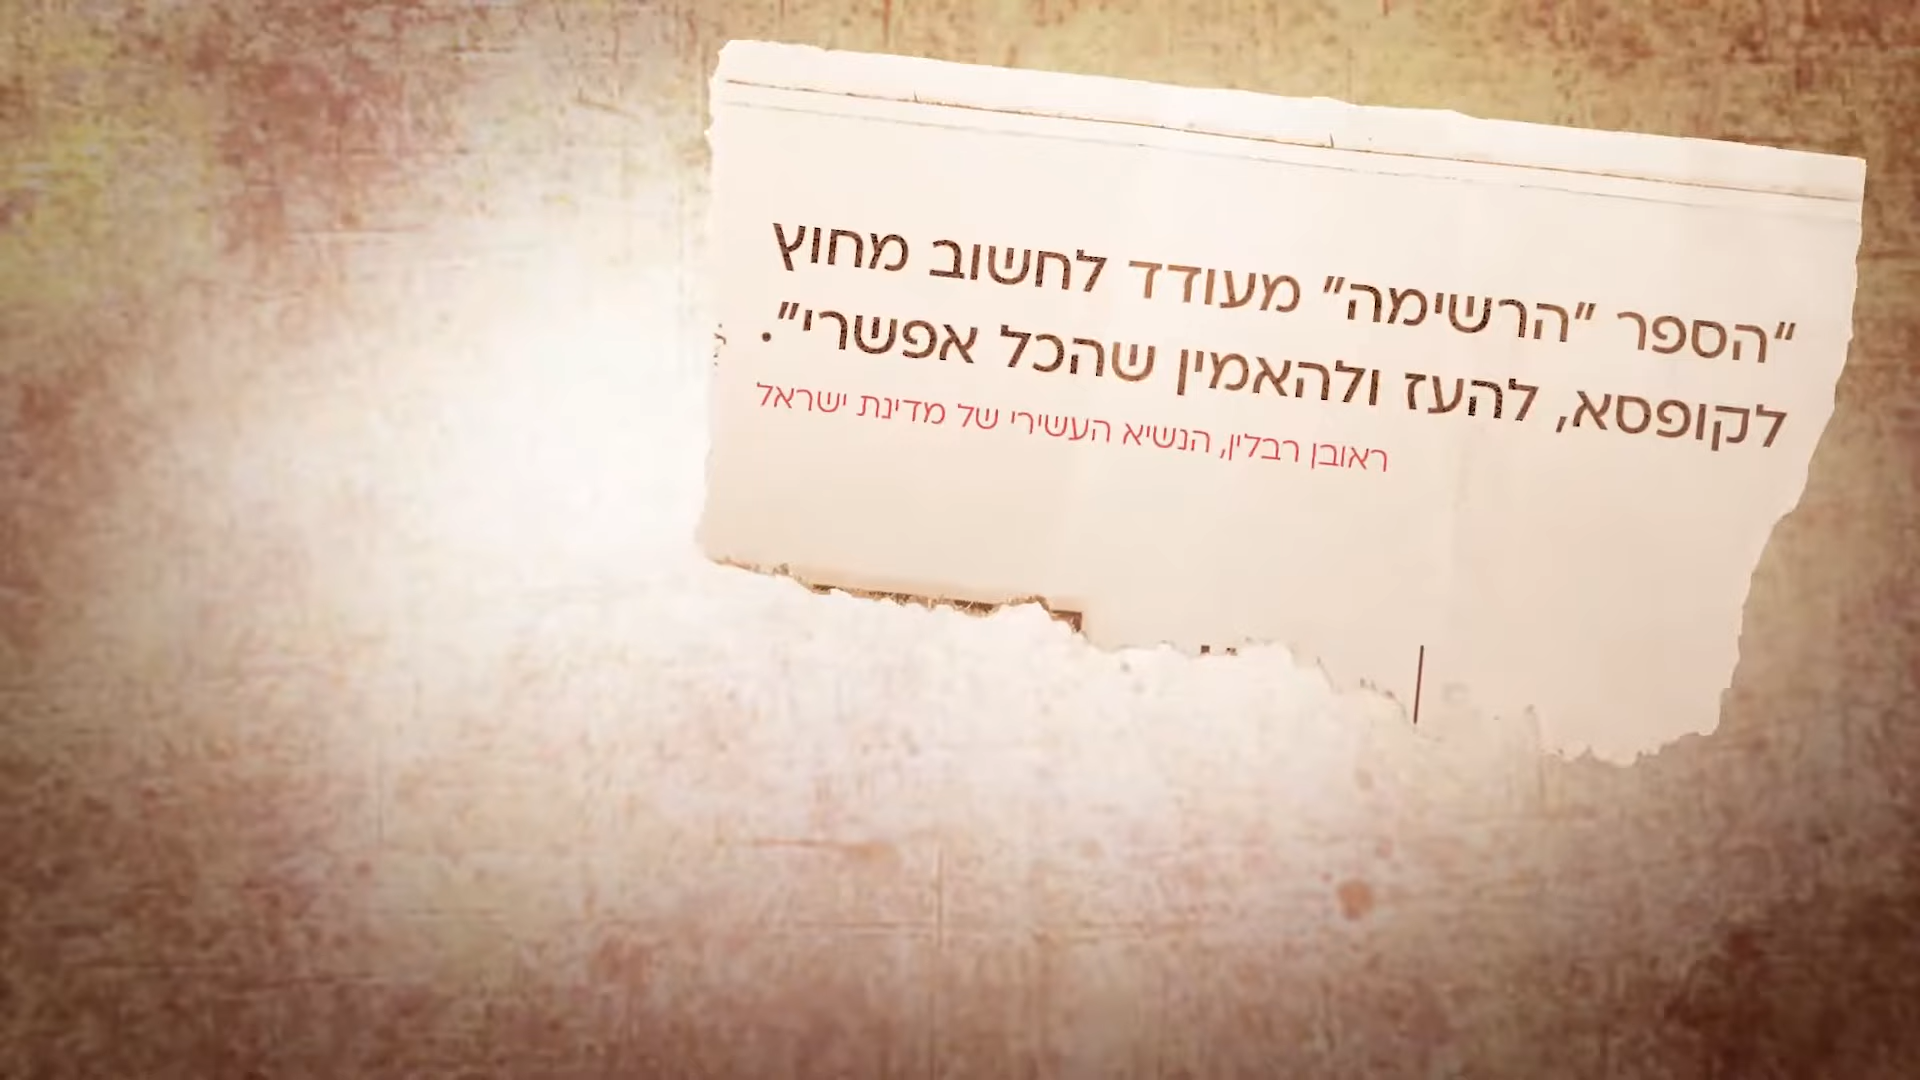 "הספר "הרשימה" מעודד לחשוב מחוץ
לקופסא, להעז ולהאמין שהכל אפשרי".
ראובן רבלין, הנשיא העשירי של מדינת ישראל